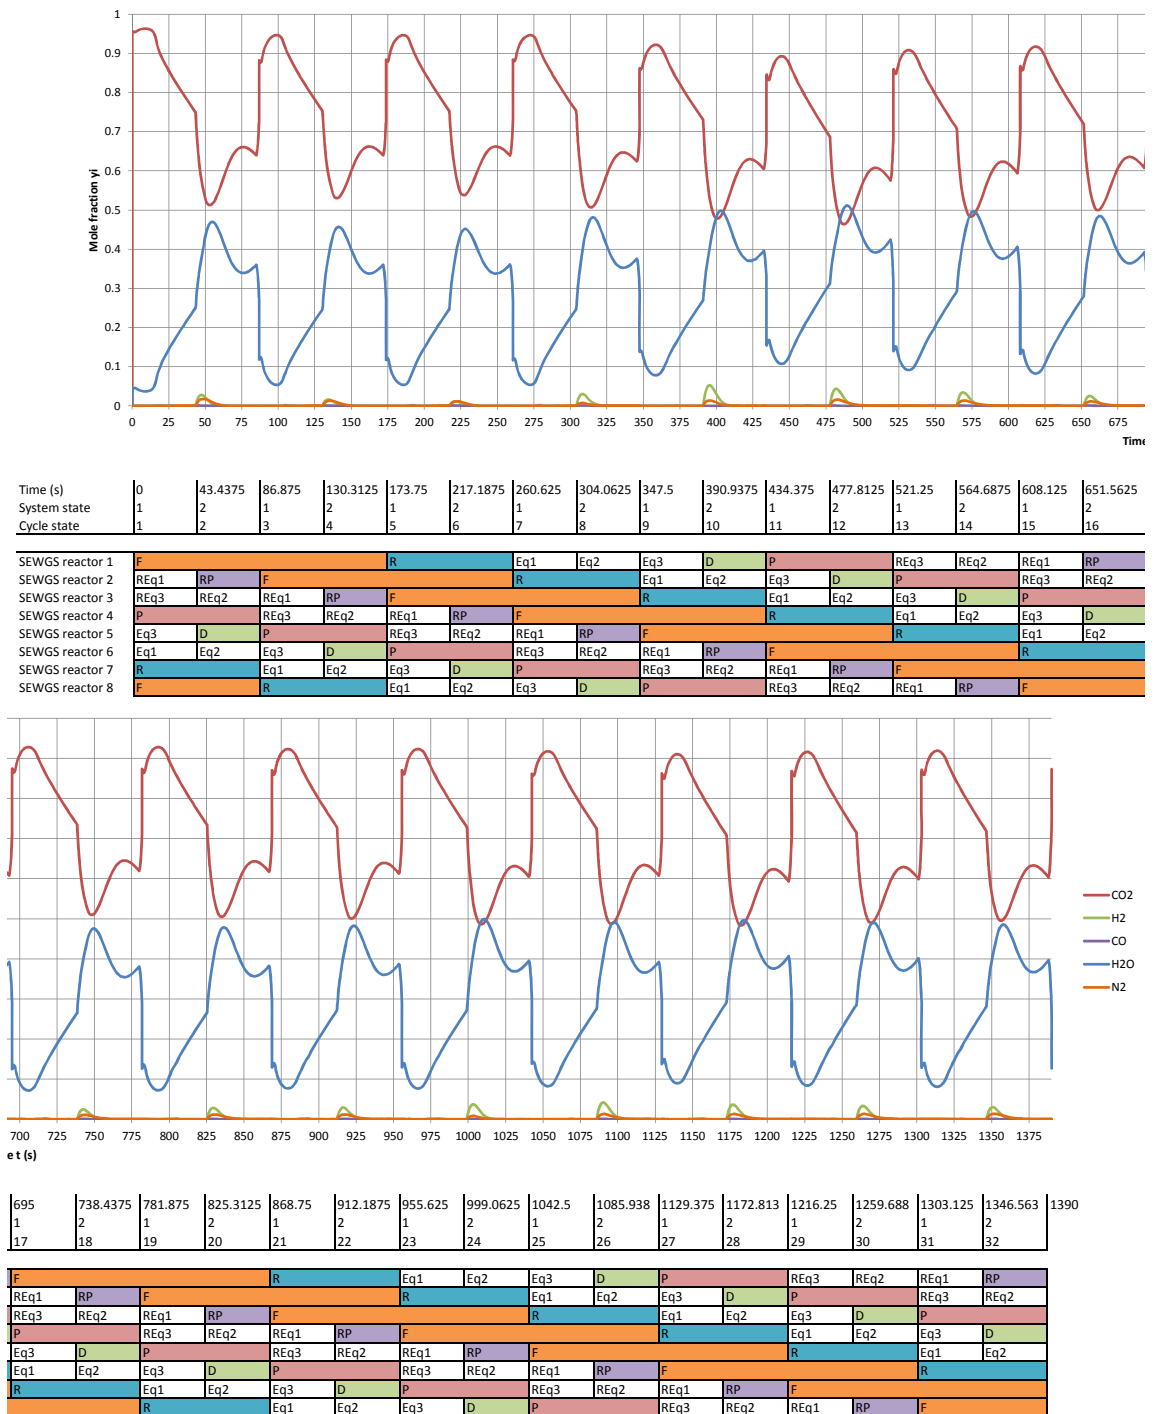 1
0.9
0.8
0.7
0.6
0.5
0.4
0.3
0.2
0.1
0
Mole fraction yi
0 25 50 75 100 125 150 175 200 225 250 275 300 325 350 375 400 425 450 475 500 525 550 575 600 625 650 675
Time
Time (s) 0 43.4375 86.875 130.3125 173.75 217.1875 260.625 304.0625 347.5 390.9375 434.375 477.8125 521.25 564.6875 608.125 651.5625
System state 1 2 1 2 1 2 1 2 1 2 1 2 1 2 1 2
Cycle state 1 2 3 4 5 6 7 8 9 10 11 12 13 14 15 16
SEWGS reactor 1 F R Eq1 Eq2 Eq3 D P REq3 REq2 REq1 RP
SEWGS reactor 2 REq1 RP F R Eq1 Eq2 Eq3 D P REq3 REq2
SEWGS reactor 3 REq3 REq2 REq1 RP F R Eq1 Eq2 Eq3 D P
SEWGS reactor 4 P REq3 REq2 REq1 RP F R Eq1 Eq2 Eq3 D
SEWGS reactor 5 Eq3 D P REq3 REq2 REq1 RP F R Eq1 Eq2
SEWGS reactor 6 Eq1 Eq2 Eq3 D P REq3 REq2 REq1 RP F R
SEWGS reactor 7 R Eq1 Eq2 Eq3 D P REq3 REq2 REq1 RP F
SEWGS reactor 8 F R Eq1 Eq2 Eq3 D P REq3 REq2 REq1 RP F
CO2
H2
CO
H2O
N2
700 725 750 775 800 825 850 875 900 925 950 975 1000 1025 1050 1075 1100 1125 1150 1175 1200 1225 1250 1275 1300 1325 1350 1375
e t (s)
695 738.4375 781.875 825.3125 868.75 912.1875 955.625 999.0625 1042.5 1085.938 1129.375 1172.813 1216.25 1259.688 1303.125 1346.563 1390
1 2 1 2 1 2 1 2 1 2 1 2 1 2 1 2
17 18 19 20 21 22 23 24 25 26 27 28 29 30 31 32
F R Eq1 Eq2 Eq3 D P REq3 REq2 REq1 RP
REq1 RP F R Eq1 Eq2 Eq3 D P REq3 REq2
REq3 REq2 REq1 RP F R Eq1 Eq2 Eq3 D P
P REq3 REq2 REq1 RP F R Eq1 Eq2 Eq3 D
Eq3 D P REq3 REq2 REq1 RP F R Eq1 Eq2
Eq1 Eq2 Eq3 D P REq3 REq2 REq1 RP F R
R Eq1 Eq2 Eq3 D P REq3 REq2 REq1 RP F
R Eq1 Eq2 Eq3 D P REq3 REq2 REq1 RP F